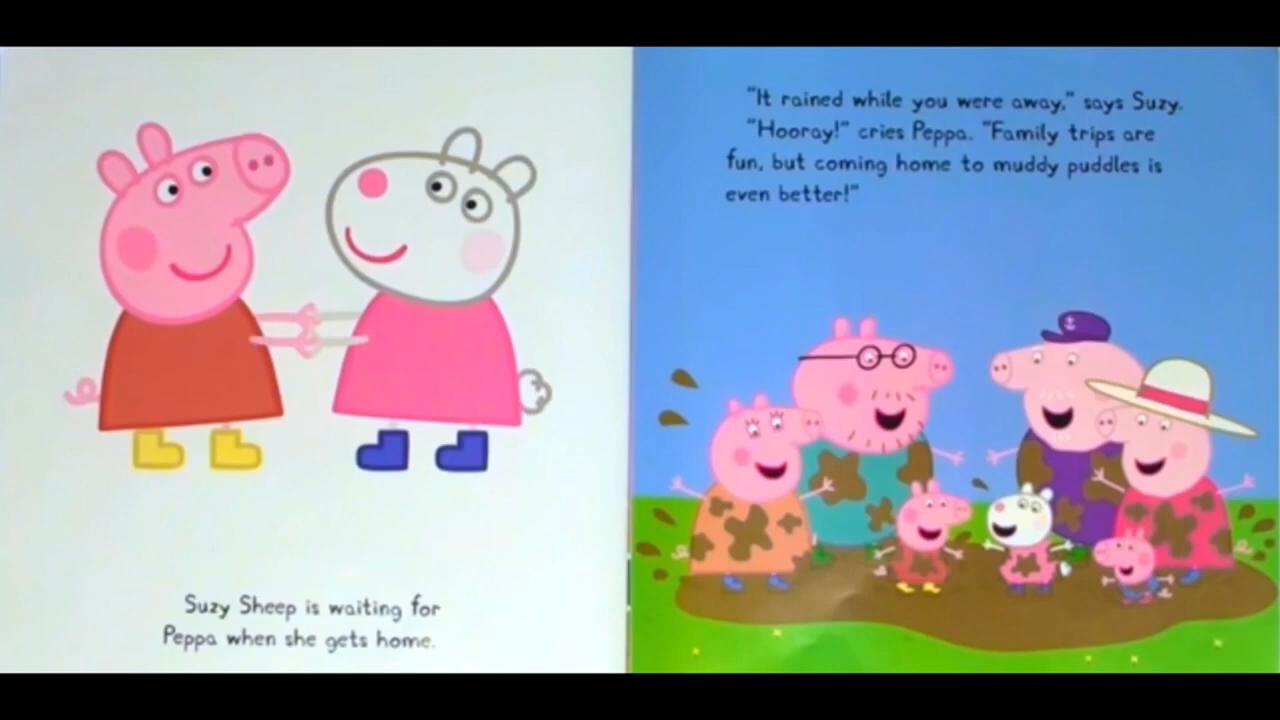 Suzy Sheep is waiting for
Peppa when she gets home.
"It rained while you were away," says Suzy.
"Hooray!" cries Peppa. "Family trips are
fun, but coming home to muddy puddles is
even better!"